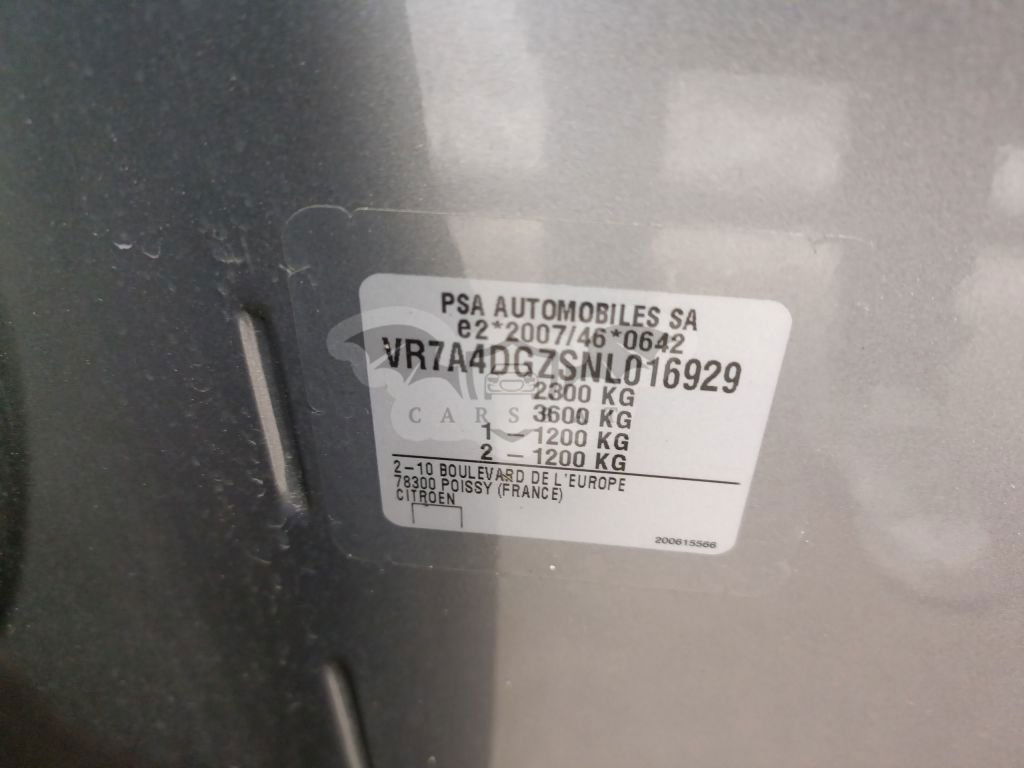 PSA AUTOMOBILES SA
e2*2007/46*0642
VR7A4DGZSNL016929
2300 KG
3600 KG
1 – 1200 KG
2 – 1200 KG
2–10 BOULEVARD DE L'EUROPE
78300 POISSY (FRANCE)
CITROEN
200615566
CARS